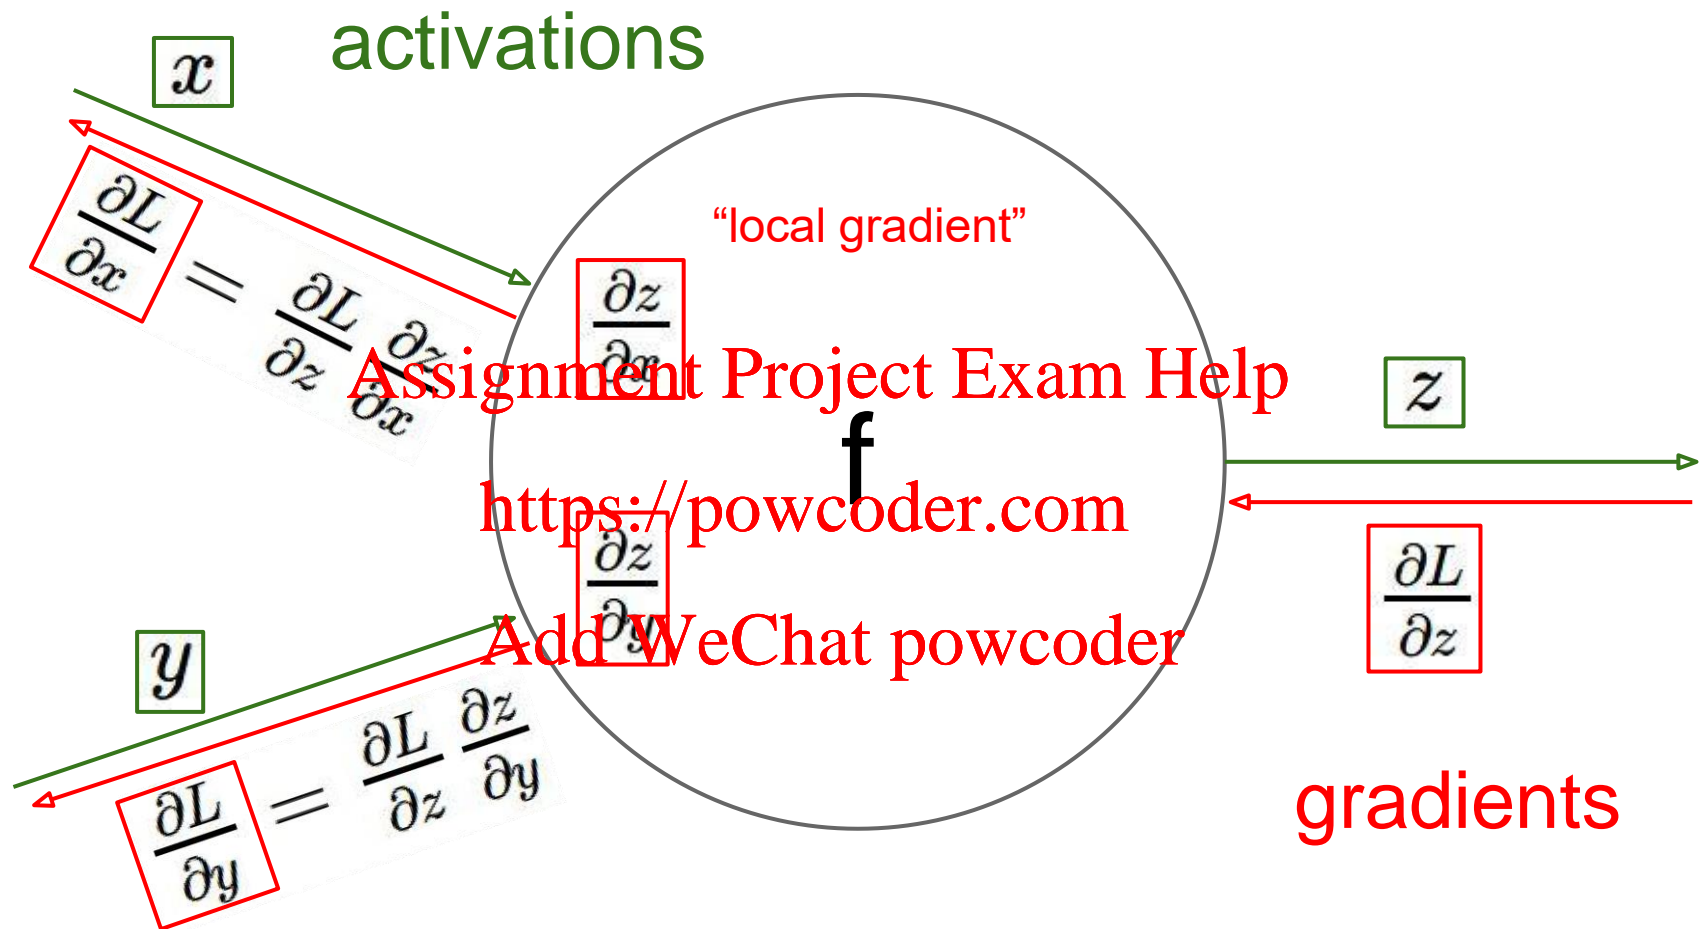 activations
x
∂L/∂x = ∂L/∂z ∂z/∂x
“local gradient”
∂z/∂x
Assignment Project Exam Help
z
f
https://powcoder.com
∂z/∂y
∂L/∂z
Add WeChat powcoder
y
∂L/∂y = ∂L/∂z ∂z/∂y
gradients